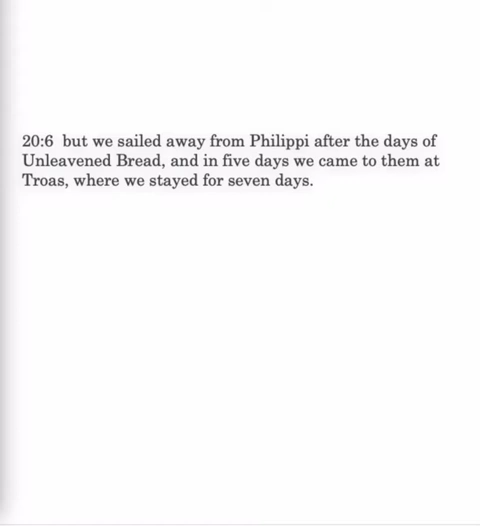 20:6 but we sailed away from Philippi after the days of
Unleavened Bread, and in five days we came to them at
Troas, where we stayed for seven days.